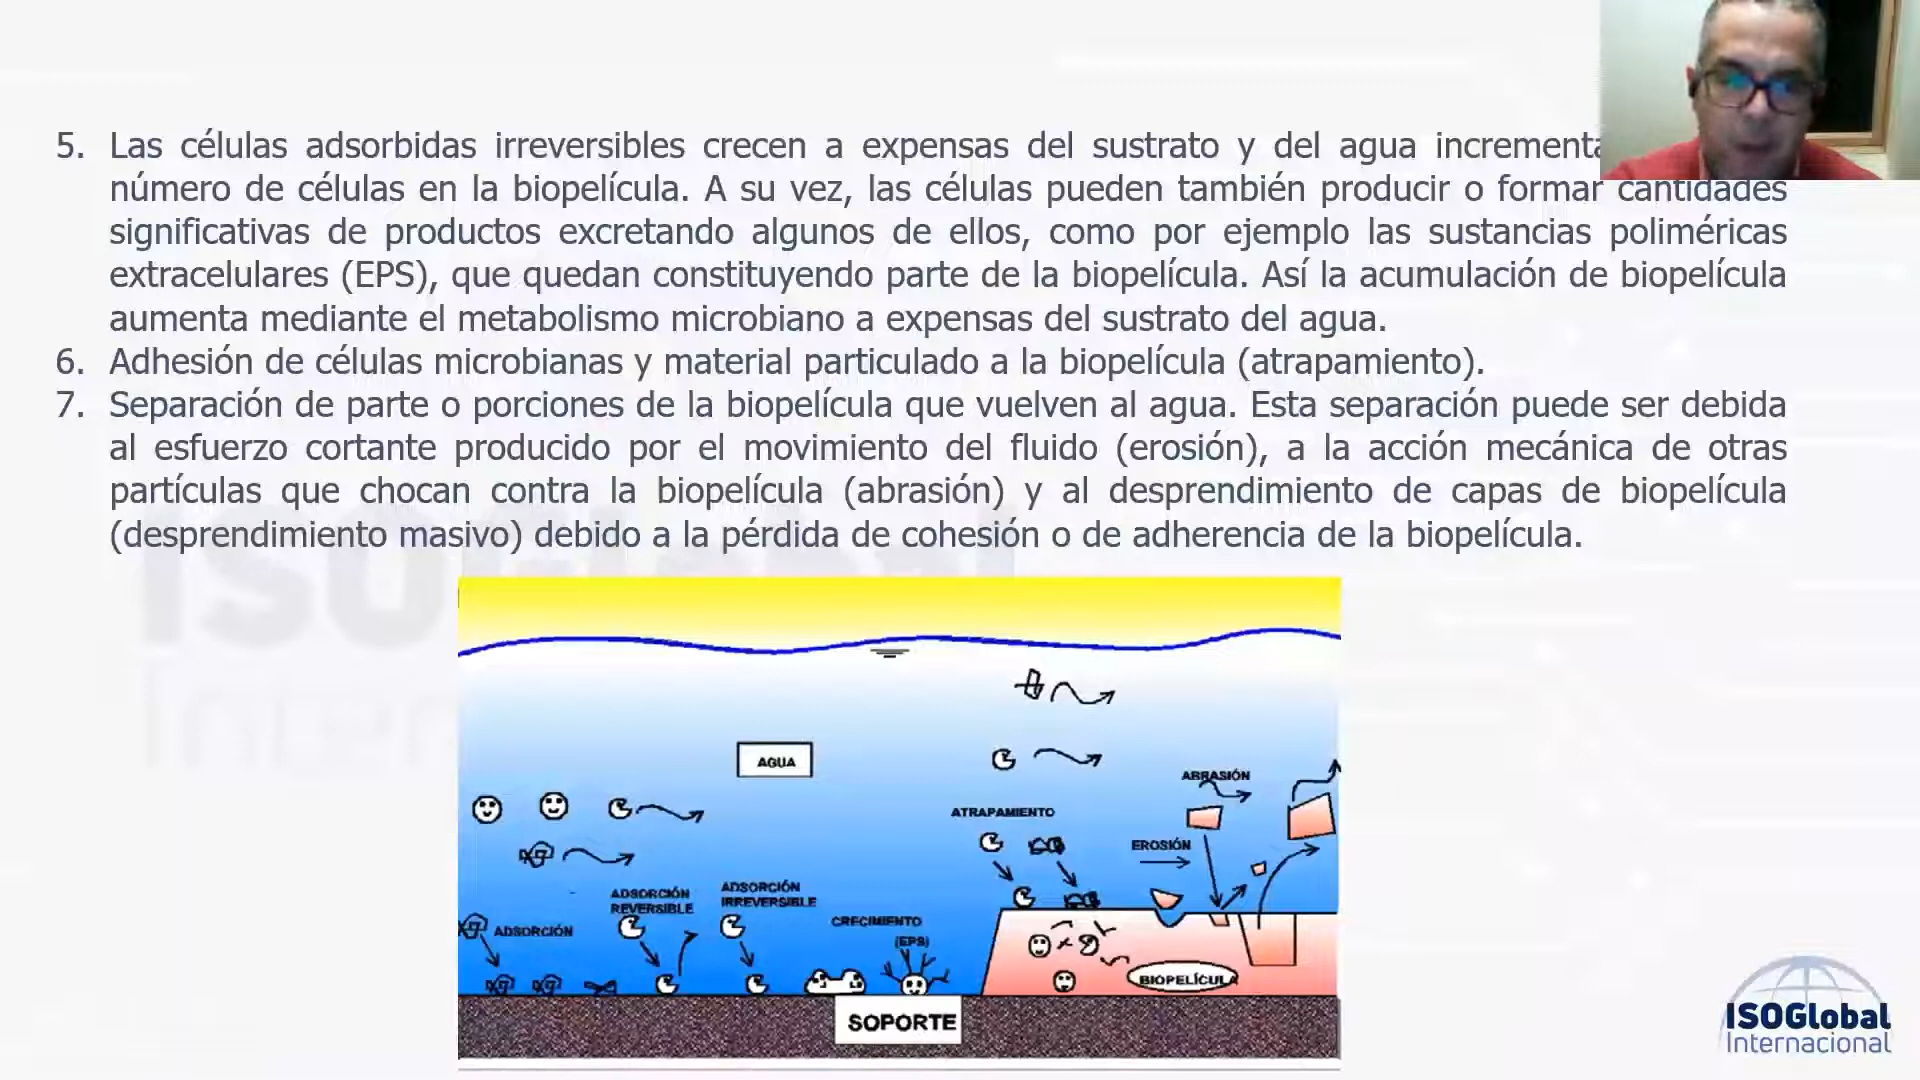 5. Las células adsorbidas irreversibles crecen a expensas del sustrato y del agua
número de células en la biopelícula. A su vez, las células pueden también producir o formar cantidades
significativas de productos excretando algunos de ellos, como por ejemplo las sustancias poliméricas
extracelulares (EPS), que quedan constituyendo parte de la biopelícula. Así la acumulación de biopelícula
aumenta mediante el metabolismo microbiano a expensas del sustrato del agua.
6. Adhesión de células microbianas y material particulado a la biopelícula (atrapamiento).
7. Separación de parte o porciones de la biopelícula que vuelven al agua. Esta separación puede ser debida
al esfuerzo cortante producido por el movimiento del fluido (erosión), a la acción mecánica de otras
partículas que chocan contra la biopelícula (abrasión) y al desprendimiento de capas de biopelícula
(desprendimiento masivo) debido a la pérdida de cohesión o de adherencia de la biopelícula.
ISOGlobal
AGUA
ABRASIÓN
ATRAPAMIENTO
EROSIÓN
ADSORCIÓN
REVERSIBLE
ADSORCIÓN
IRREVERSIBLE
CRECIMIENTO
(EPS)
ADSORCIÓN
BIOPELÍCULA
SOPORTE
ISOGlobal
Internacional